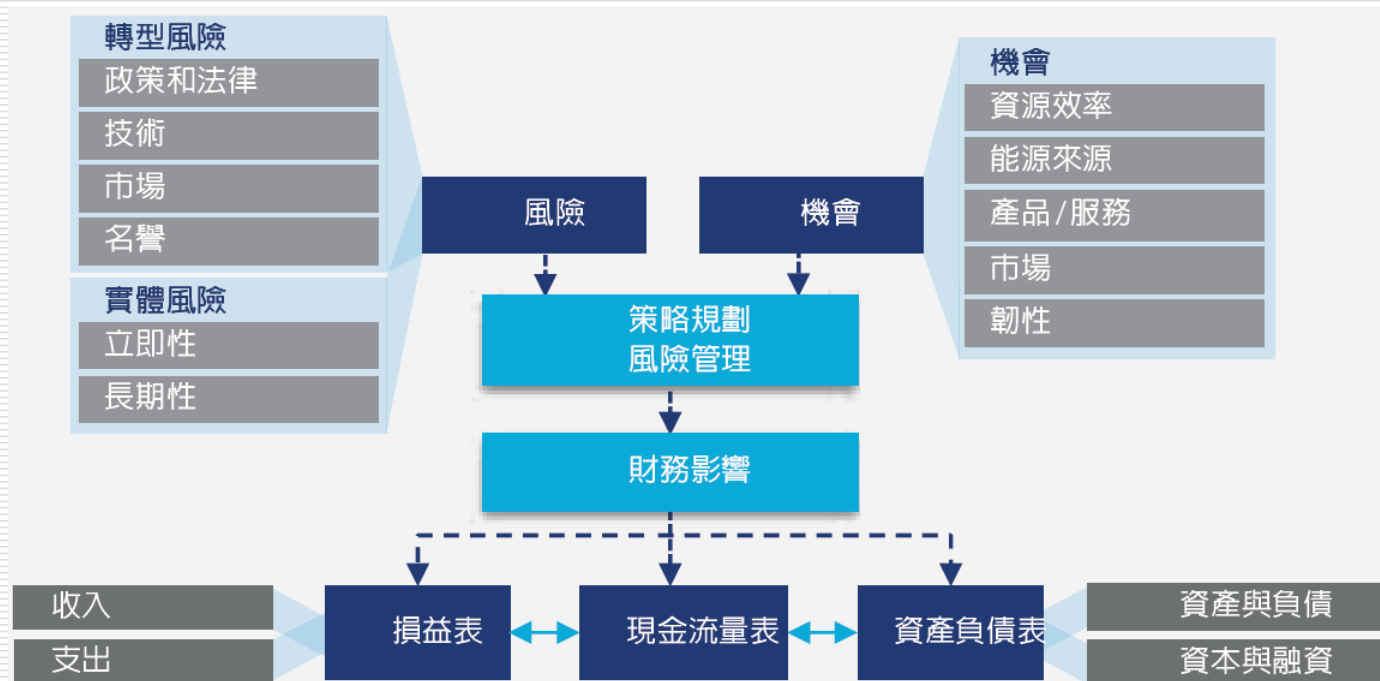 轉型風險
政策和法律
技術
市場
名譽
實體風險
立即性
長期性
風險
機會
機會
資源效率
能源來源
產品/服務
市場
韌性
策略規劃
風險管理
財務影響
收入
支出
損益表
現金流量表
資產負債表
資產與負債
資本與融資